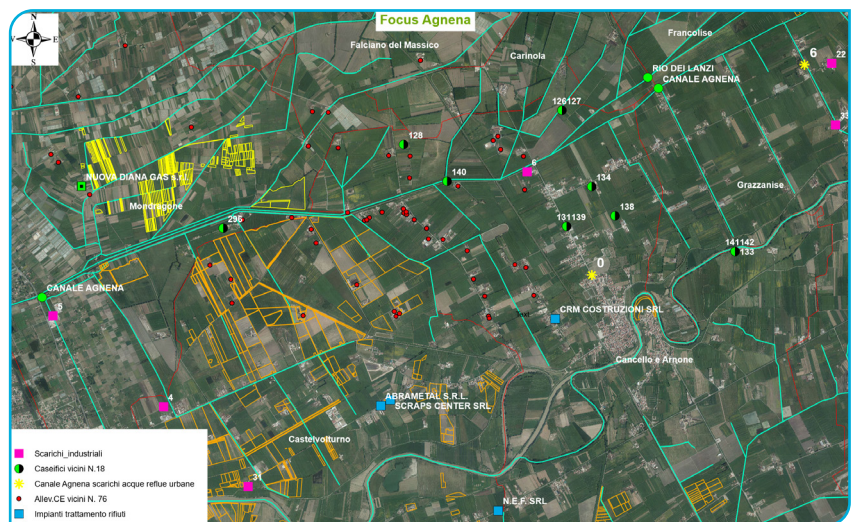 Focus Agnena
N
V
E
S
Francolise
Falciano del Massico
Carinola
6
22
RIO DEI LANZI
CANALE AGNENA
126127
33
128
134
140
6
NUOVA DIANA GAS s.r.l.
Grazzanise
Mondragone
138
131139
141142
133
0
CANALE AGNENA
5
CRM COSTRUZIONI SRL
Cancello e Arnone
ABRAMETAL S.R.L.
SCRAPS CENTER SRL
4
Castelvolturno
31
N.E.F. SRL
Scarichi_industriali
Caseifici vicini N.18
Canale Agnena scarichi acque reflue urbane
Allev.CE vicini N. 76
Impianti trattamento rifiuti